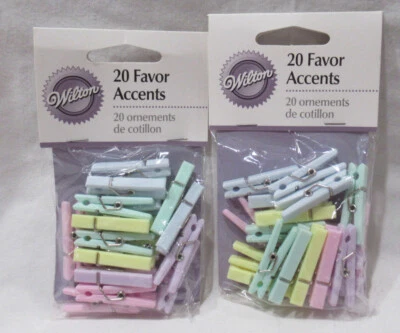 Wilton
20 Favor
Accents
20 ornements
de cotillon
Wilton
20 Favor
Accents
20 ornements
de cotillon